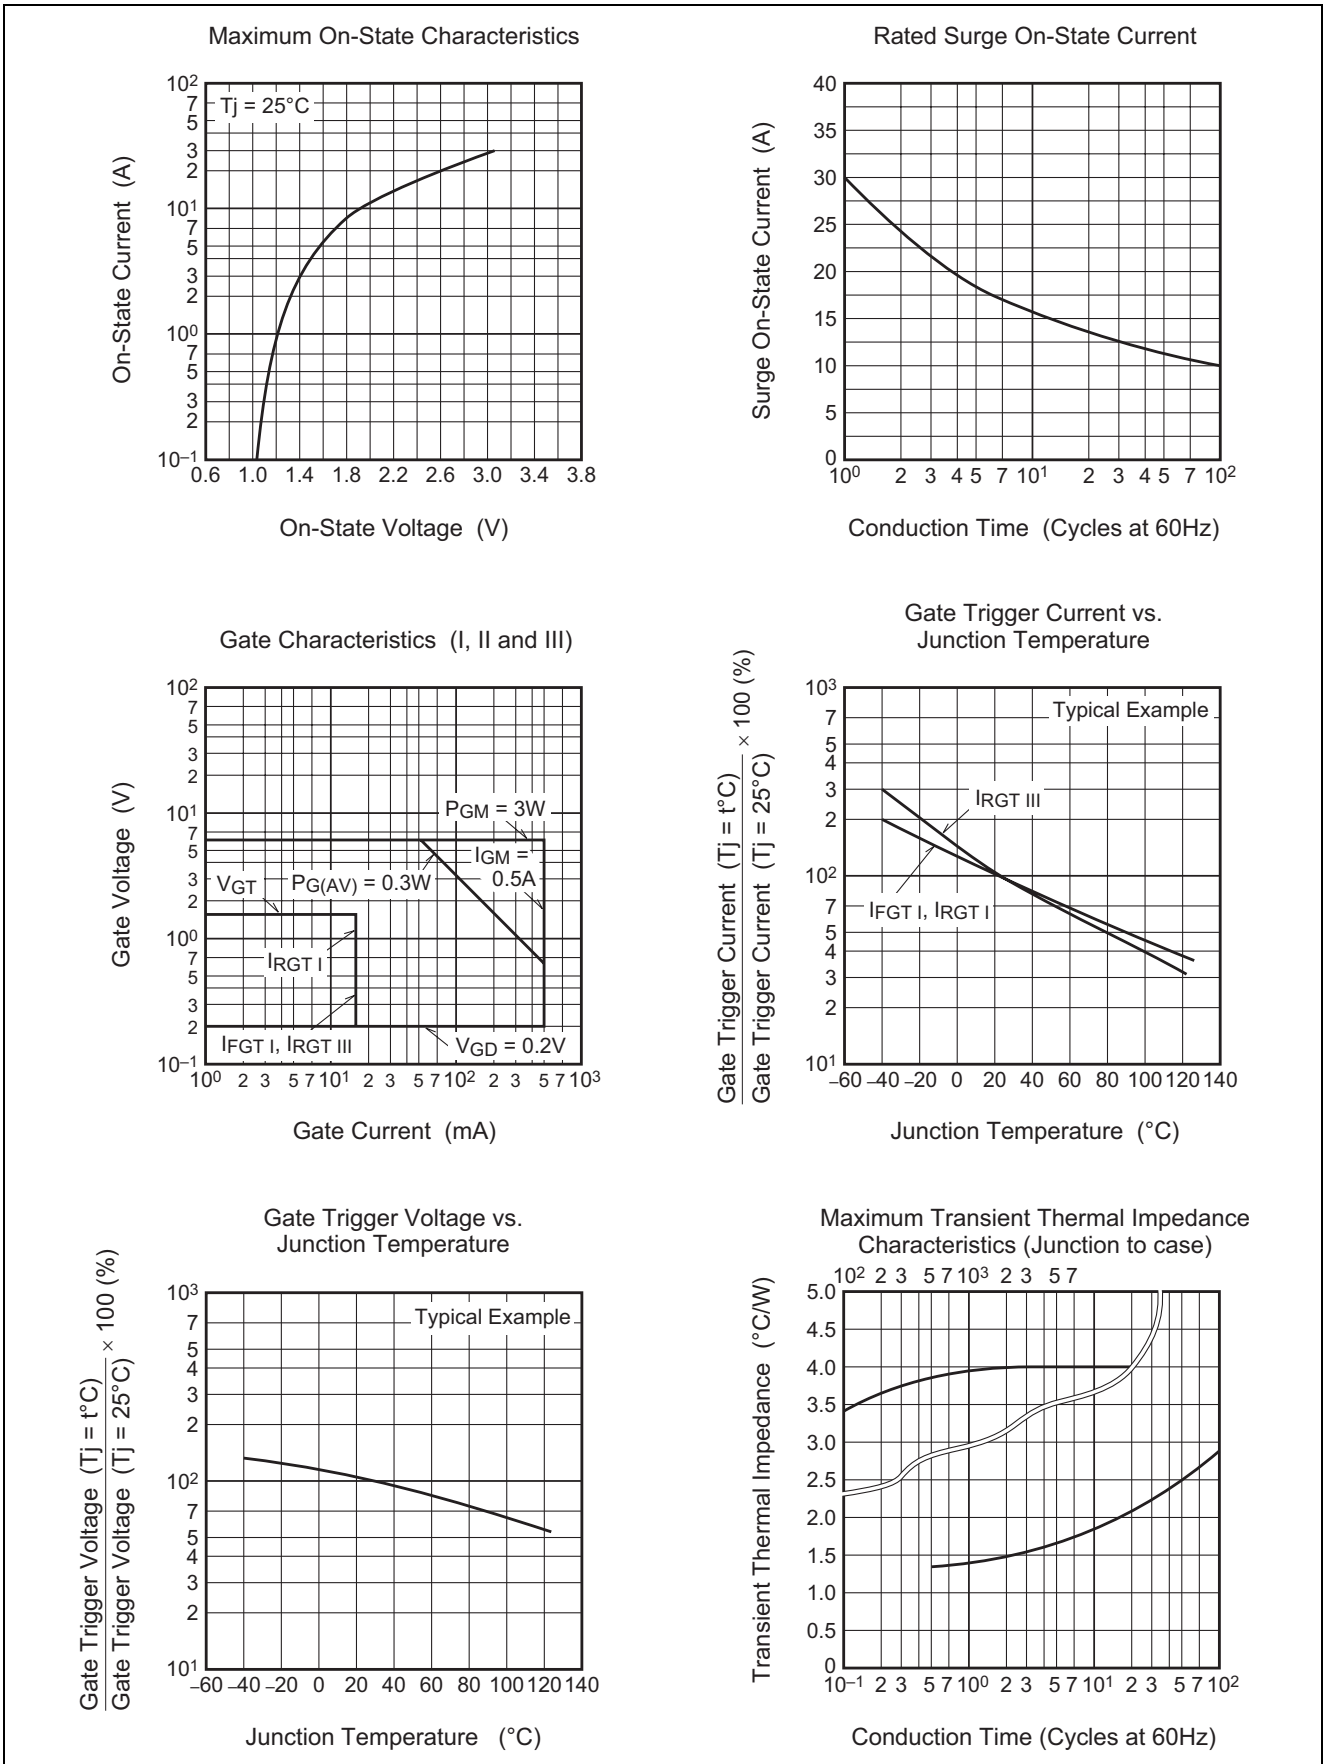 Maximum On-State Characteristics
10²
7
5
3
2
10¹
7
5
3
2
10⁰
7
5
3
2
10–1
Tj = 25°C
On-State Current (A)
0.6 1.0 1.4 1.8 2.2 2.6 3.0 3.4 3.8
On-State Voltage (V)
Rated Surge On-State Current
40
35
30
25
20
15
10
5
0
Surge On-State Current (A)
10⁰ 2 3 4 5 7 10¹ 2 3 4 5 7 10²
Conduction Time (Cycles at 60Hz)
Gate Characteristics (I, II and III)
10²
7
5
3
2
10¹
7
5
3
2
10⁰
7
5
3
2
10–1
Gate Voltage (V)
PGM = 3W
IGM =
0.5A
VGT
PG(AV) = 0.3W
IRGT I
IFGT I, IRGT III
VGD = 0.2V
10⁰ 2 3 5 7 10¹ 2 3 5 7 10² 2 3 5 7 10³
Gate Current (mA)
Gate Trigger Current vs.
Junction Temperature
10³
7
5
4
3
2
10²
7
5
4
3
2
10¹
Gate Trigger Current (Tj = t°C)
Gate Trigger Current (Tj = 25°C)
× 100 (%)
Typical Example
IRGT III
IFGT I, IRGT I
–60 –40 –20 0 20 40 60 80 100 120 140
Junction Temperature (°C)
Gate Trigger Voltage vs.
Junction Temperature
10³
7
5
4
3
2
10²
7
5
4
3
2
10¹
Gate Trigger Voltage (Tj = t°C)
Gate Trigger Voltage (Tj = 25°C)
× 100 (%)
Typical Example
–60 –40 –20 0 20 40 60 80 100 120 140
Junction Temperature (°C)
Maximum Transient Thermal Impedance
Characteristics (Junction to case)
10² 2 3 5 7 10³ 2 3 5 7
5.0
4.5
4.0
3.5
3.0
2.5
2.0
1.5
1.0
0.5
0
Transient Thermal Impedance (°C/W)
10–1 2 3 5 7 10⁰ 2 3 5 7 10¹ 2 3 5 7 10²
Conduction Time (Cycles at 60Hz)